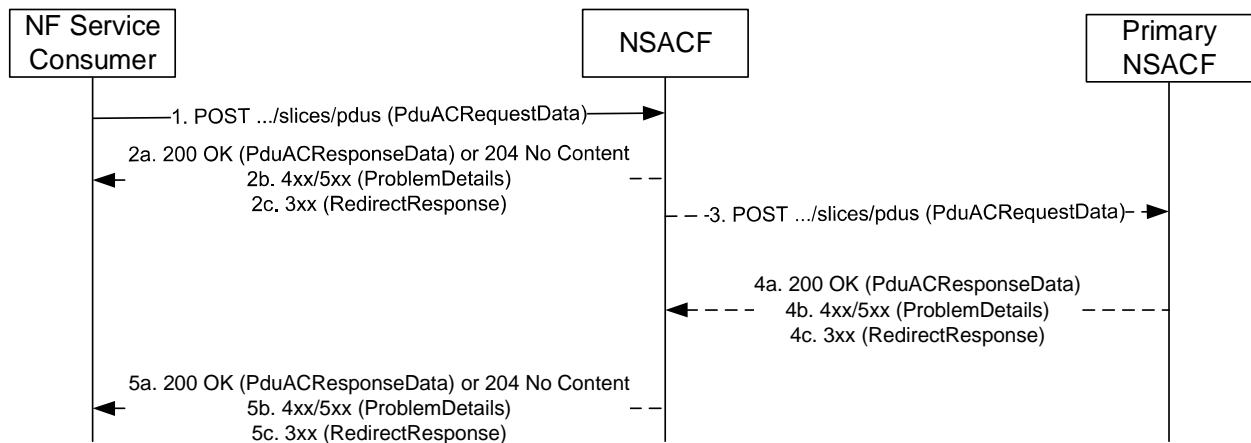 NF Service
Consumer
NSACF
Primary
NSACF
1. POST .../slices/pdus (PduACRequestData)
2a. 200 OK (PduACResponseData) or 204 No Content
2b. 4xx/5xx (ProblemDetails)
2c. 3xx (RedirectResponse)
3. POST .../slices/pdus (PduACRequestData)
4a. 200 OK (PduACResponseData)
4b. 4xx/5xx (ProblemDetails)
4c. 3xx (RedirectResponse)
5a. 200 OK (PduACResponseData) or 204 No Content
5b. 4xx/5xx (ProblemDetails)
5c. 3xx (RedirectResponse)